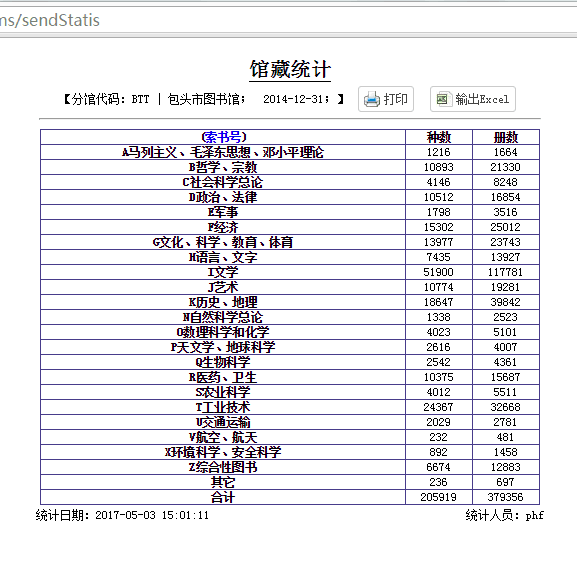 ms/sendStatis
馆藏统计
【分馆代码：BTT | 包头市图书馆； 2014-12-31；】 打印 输出Excel
(索书号) 种数 册数
A马列主义、毛泽东思想、邓小平理论 1216 1664
B哲学、宗教 10893 21330
C社会科学总论 4146 8248
D政治、法律 10512 16854
E军事 1798 3516
F经济 15302 25012
G文化、科学、教育、体育 13977 23743
H语言、文字 7435 13927
I文学 51900 117781
J艺术 10774 19281
K历史、地理 18647 39842
N自然科学总论 1338 2523
O数理科学和化学 4023 5101
P天文学、地球科学 2616 4007
Q生物科学 2542 4361
R医药、卫生 10375 15687
S农业科学 4012 5511
T工业技术 24367 32668
U交通运输 2029 2781
V航空、航天 232 481
X环境科学、安全科学 892 1458
Z综合性图书 6674 12883
其它 236 697
合计 205919 379356
统计日期：2017-05-03 15:01:11 统计人员：phf